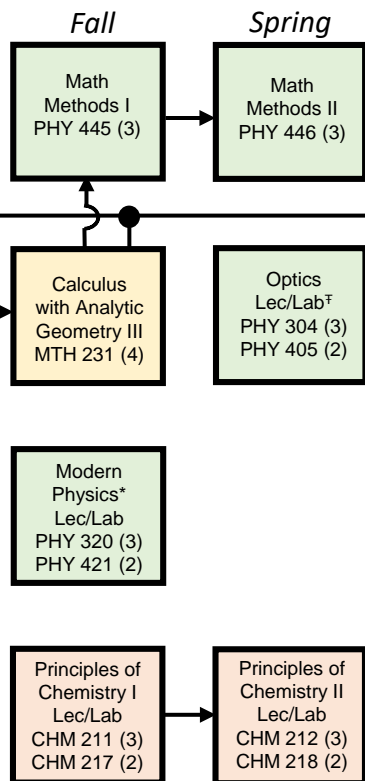 Fall
Spring
Math
Methods I
PHY 445 (3)
Math
Methods II
PHY 446 (3)
Calculus
with Analytic
Geometry III
MTH 231 (4)
Optics
Lec/Lab Ŧ
PHY 304 (3)
PHY 405 (2)
Modern
Physics*
Lec/Lab
PHY 320 (3)
PHY 421 (2)
Principles of
Chemistry I
Lec/Lab
CHM 211 (3)
CHM 217 (2)
Principles of
Chemistry II
Lec/Lab
CHM 212 (3)
CHM 218 (2)